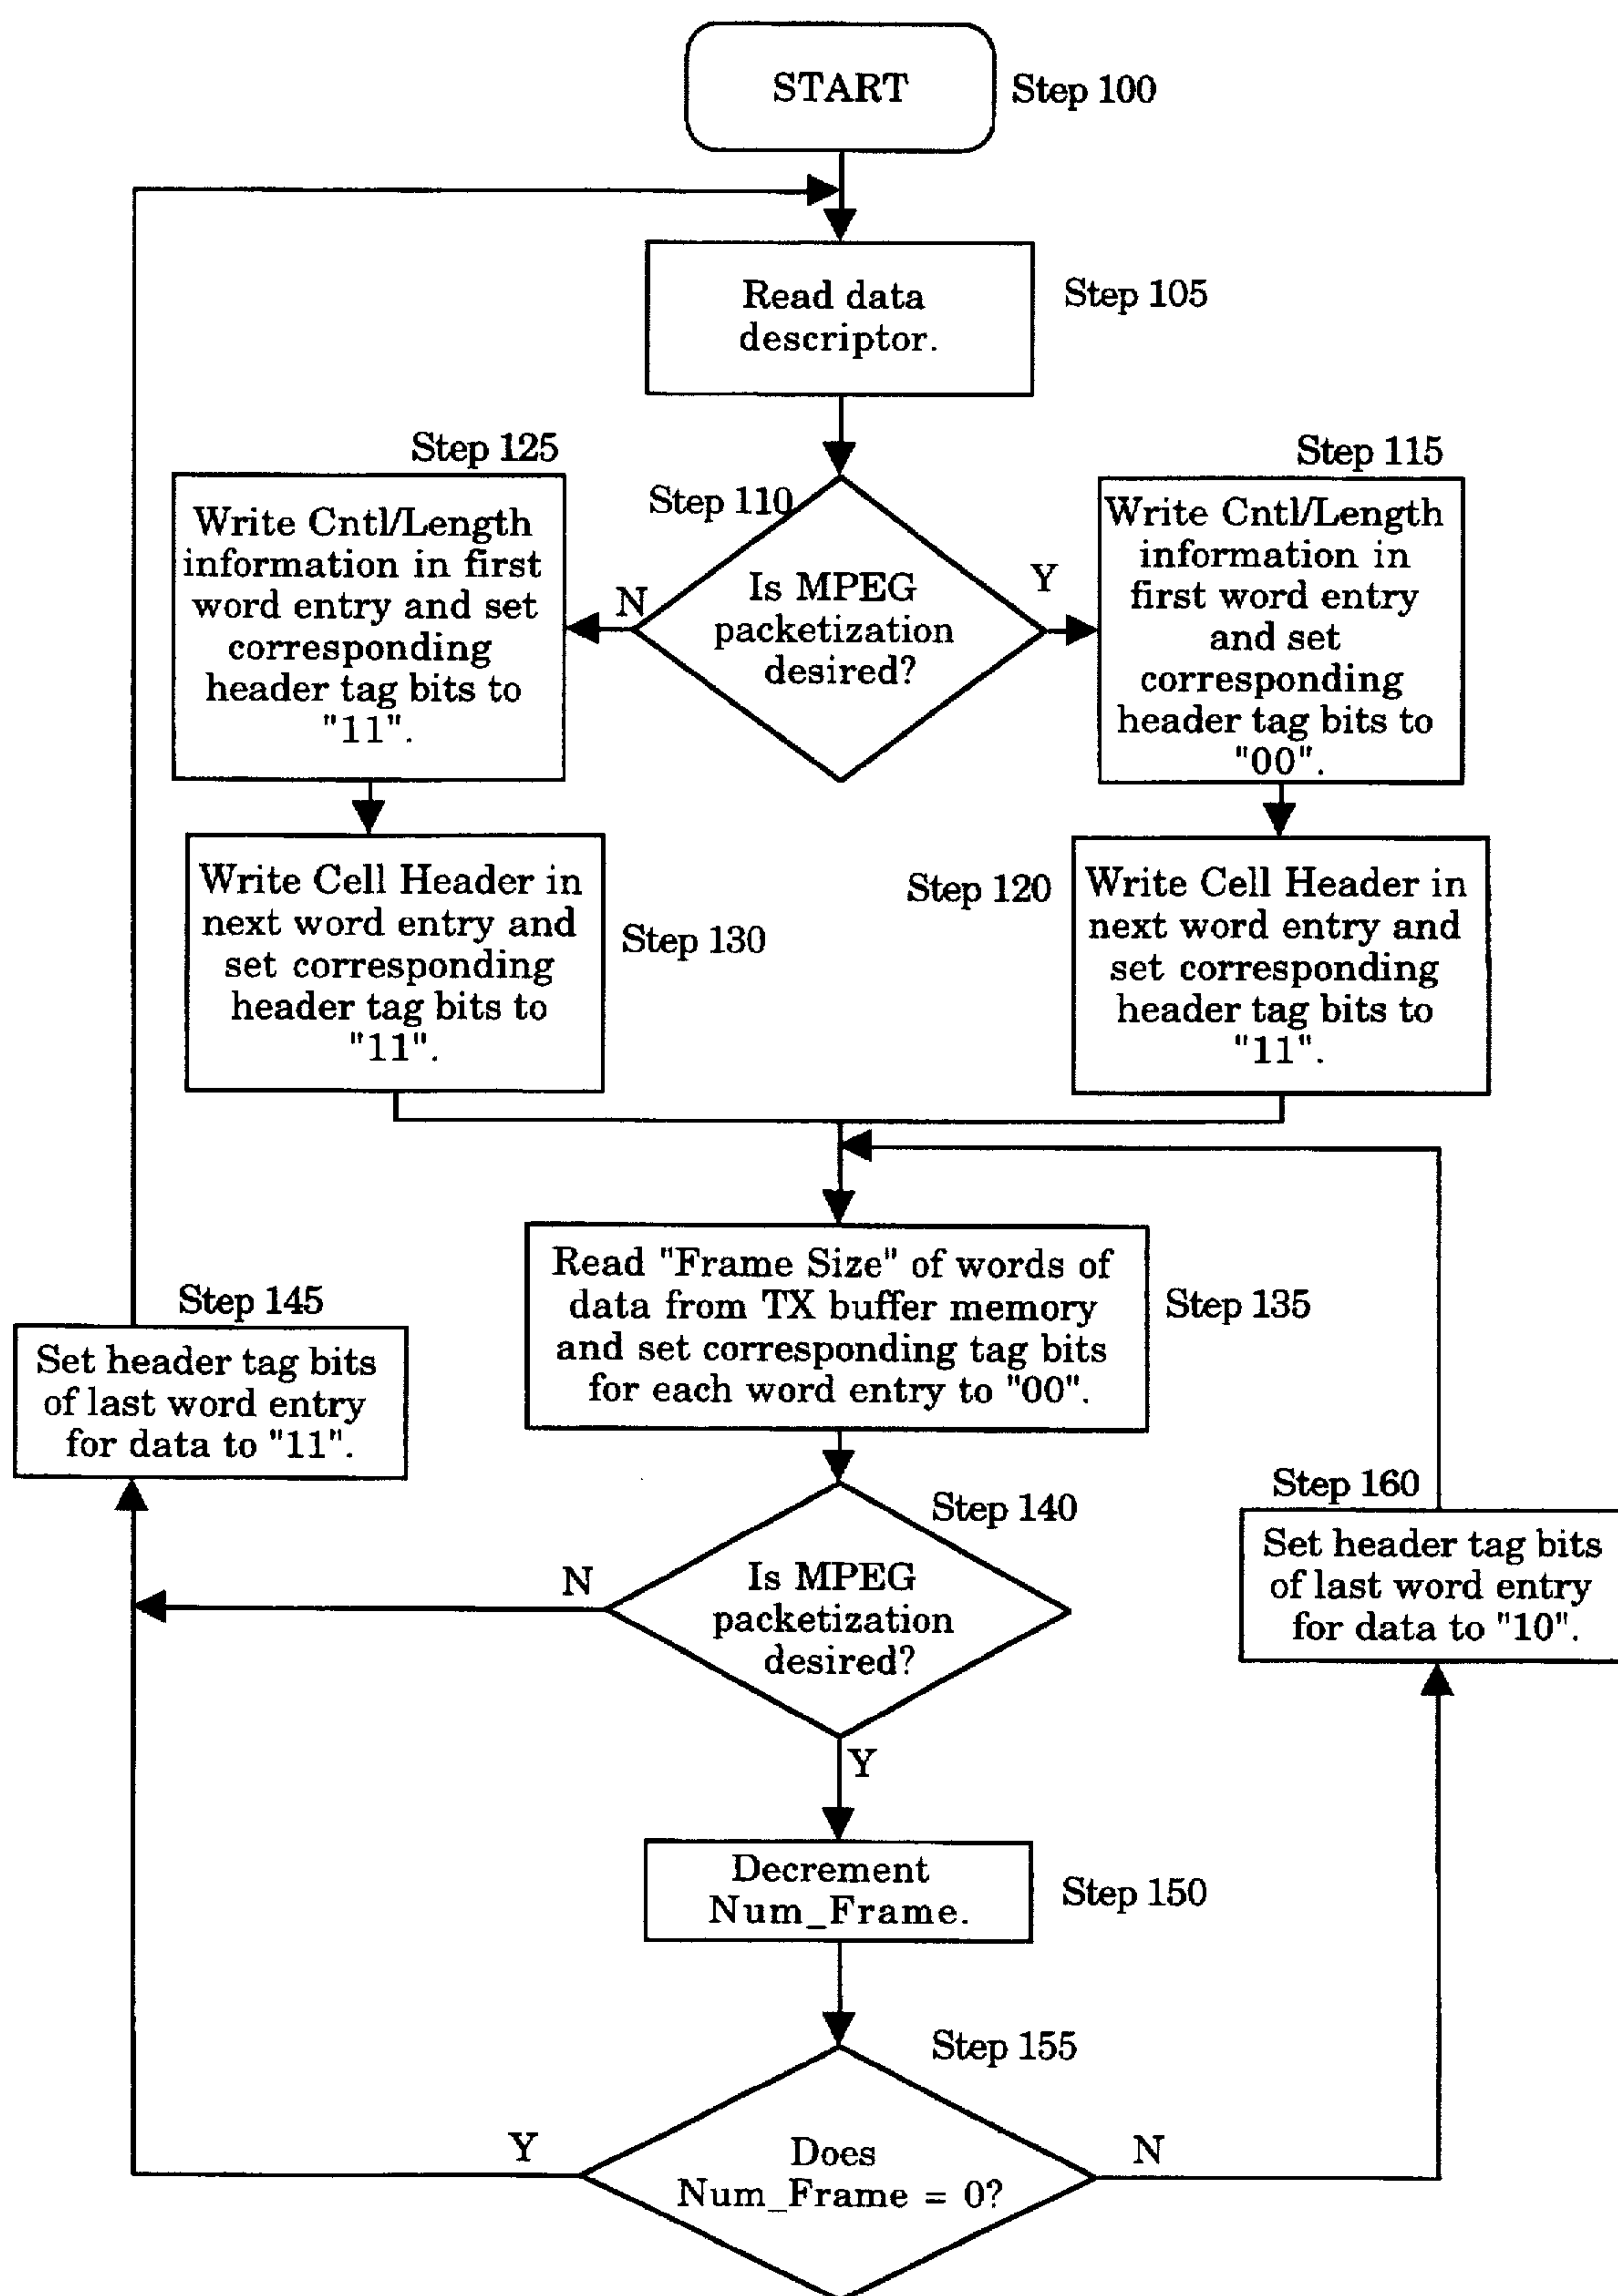 START
Step 100
Read data
descriptor.
Step 105
Step 125
Write Cntl/Length
information in first
word entry and set
corresponding
header tag bits to
"11".
Step 110
Is MPEG
packetization
desired?
N
Y
Step 115
Write Cntl/Length
information in
first word entry
and set
corresponding
header tag bits to
"00".
Write Cell Header in
next word entry and
set corresponding
header tag bits to
"11".
Step 130
Step 120
Write Cell Header in
next word entry and
set corresponding
header tag bits to
"11".
Read "Frame Size" of words of
data from TX buffer memory
and set corresponding tag bits
for each word entry to "00".
Step 135
Step 145
Set header tag bits
of last word entry
for data to "11".
Step 140
Is MPEG
packetization
desired?
N
Y
Step 160
Set header tag bits
of last word entry
for data to "10".
Decrement
Num_Frame.
Step 150
Step 155
Does
Num_Frame = 0?
Y
N